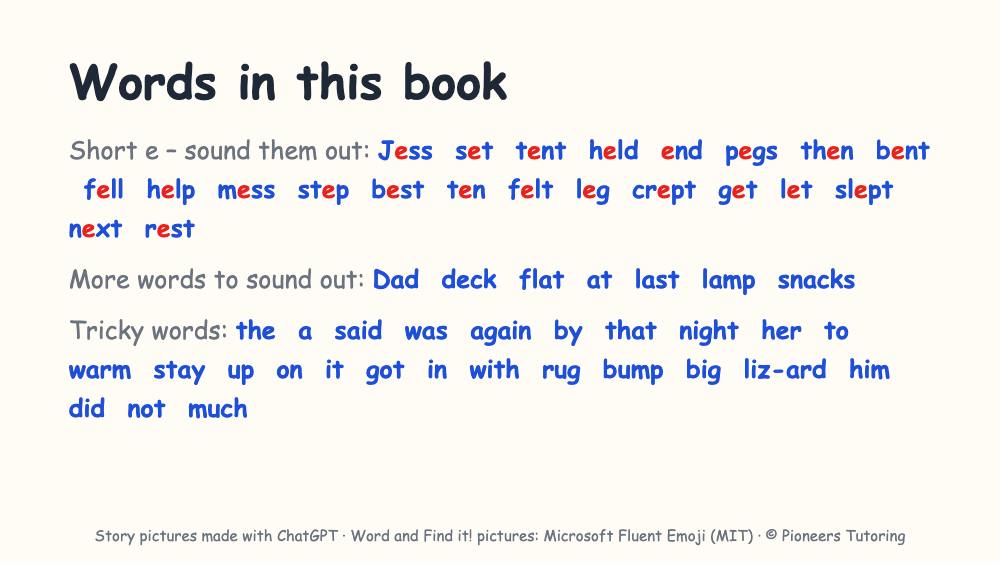 Words in this book
Short e – sound them out: Jess set tent held end pegs then bent
fell help mess step best ten felt leg crept get let slept
next rest
More words to sound out: Dad deck flat at last lamp snacks
Tricky words: the a said was again by that night her to
warm stay up on it got in with rug bump big liz-ard him
did not much
Story pictures made with ChatGPT · Word and Find it! pictures: Microsoft Fluent Emoji (MIT) · © Pioneers Tutoring